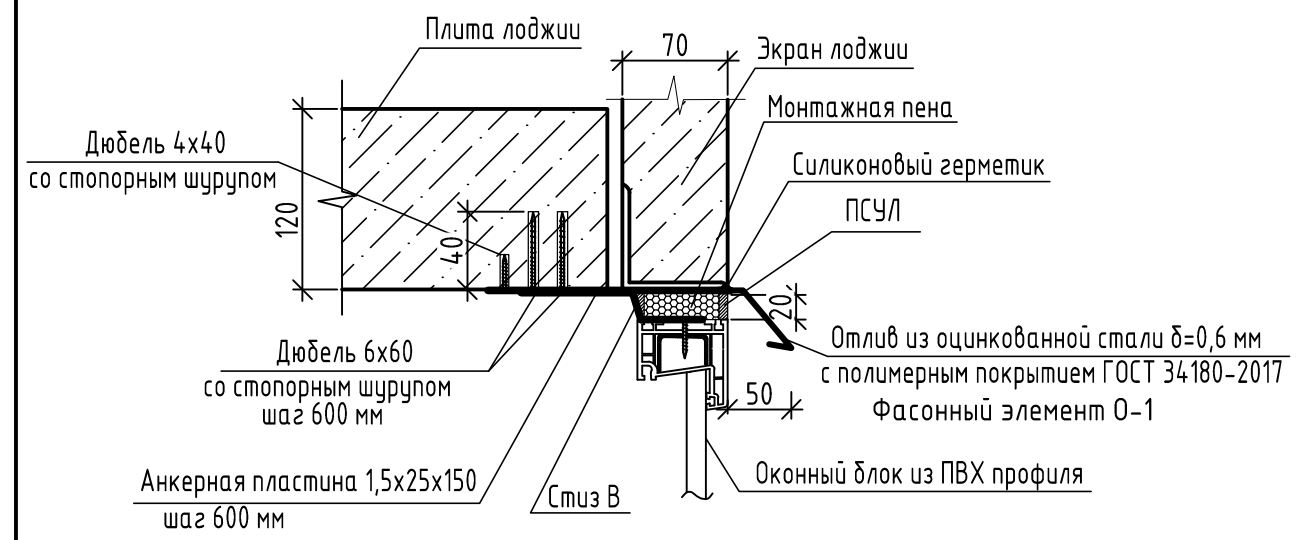 Плита лоджии
70
Экран лоджии
Монтажная пена
Дюбель 4х40
со стопорным шурупом
Силиконовый герметик
ПСУЛ
120
40
20
Отлив из оцинкованной стали δ=0,6 мм
с полимерным покрытием ГОСТ 34180-2017
Фасонный элемент О-1
Дюбель 6х60
со стопорным шурупом
шаг 600 мм
50
Анкерная пластина 1,5х25х150
шаг 600 мм
Стиз В
Оконный блок из ПВХ профиля